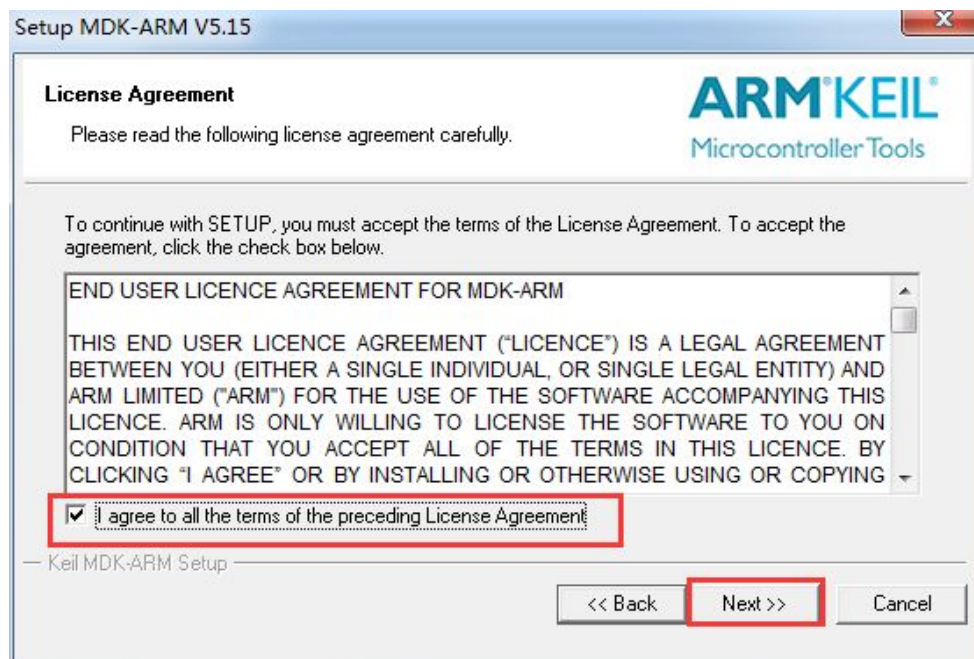 Setup MDK-ARM V5.15
License Agreement
Please read the following license agreement carefully.
ARM®KEIL®
Microcontroller Tools
To continue with SETUP, you must accept the terms of the License Agreement. To accept the
agreement, click the check box below.
END USER LICENCE AGREEMENT FOR MDK-ARM
THIS END USER LICENCE AGREEMENT (“LICENCE”) IS A LEGAL AGREEMENT
BETWEEN YOU (EITHER A SINGLE INDIVIDUAL, OR SINGLE LEGAL ENTITY) AND
ARM LIMITED ("ARM") FOR THE USE OF THE SOFTWARE ACCOMPANYING THIS
LICENCE. ARM IS ONLY WILLING TO LICENSE THE SOFTWARE TO YOU ON
CONDITION THAT YOU ACCEPT ALL OF THE TERMS IN THIS LICENCE. BY
CLICKING “I AGREE” OR BY INSTALLING OR OTHERWISE USING OR COPYING
I agree to all the terms of the preceding License Agreement
Keil MDK-ARM Setup
<< Back Next >> Cancel